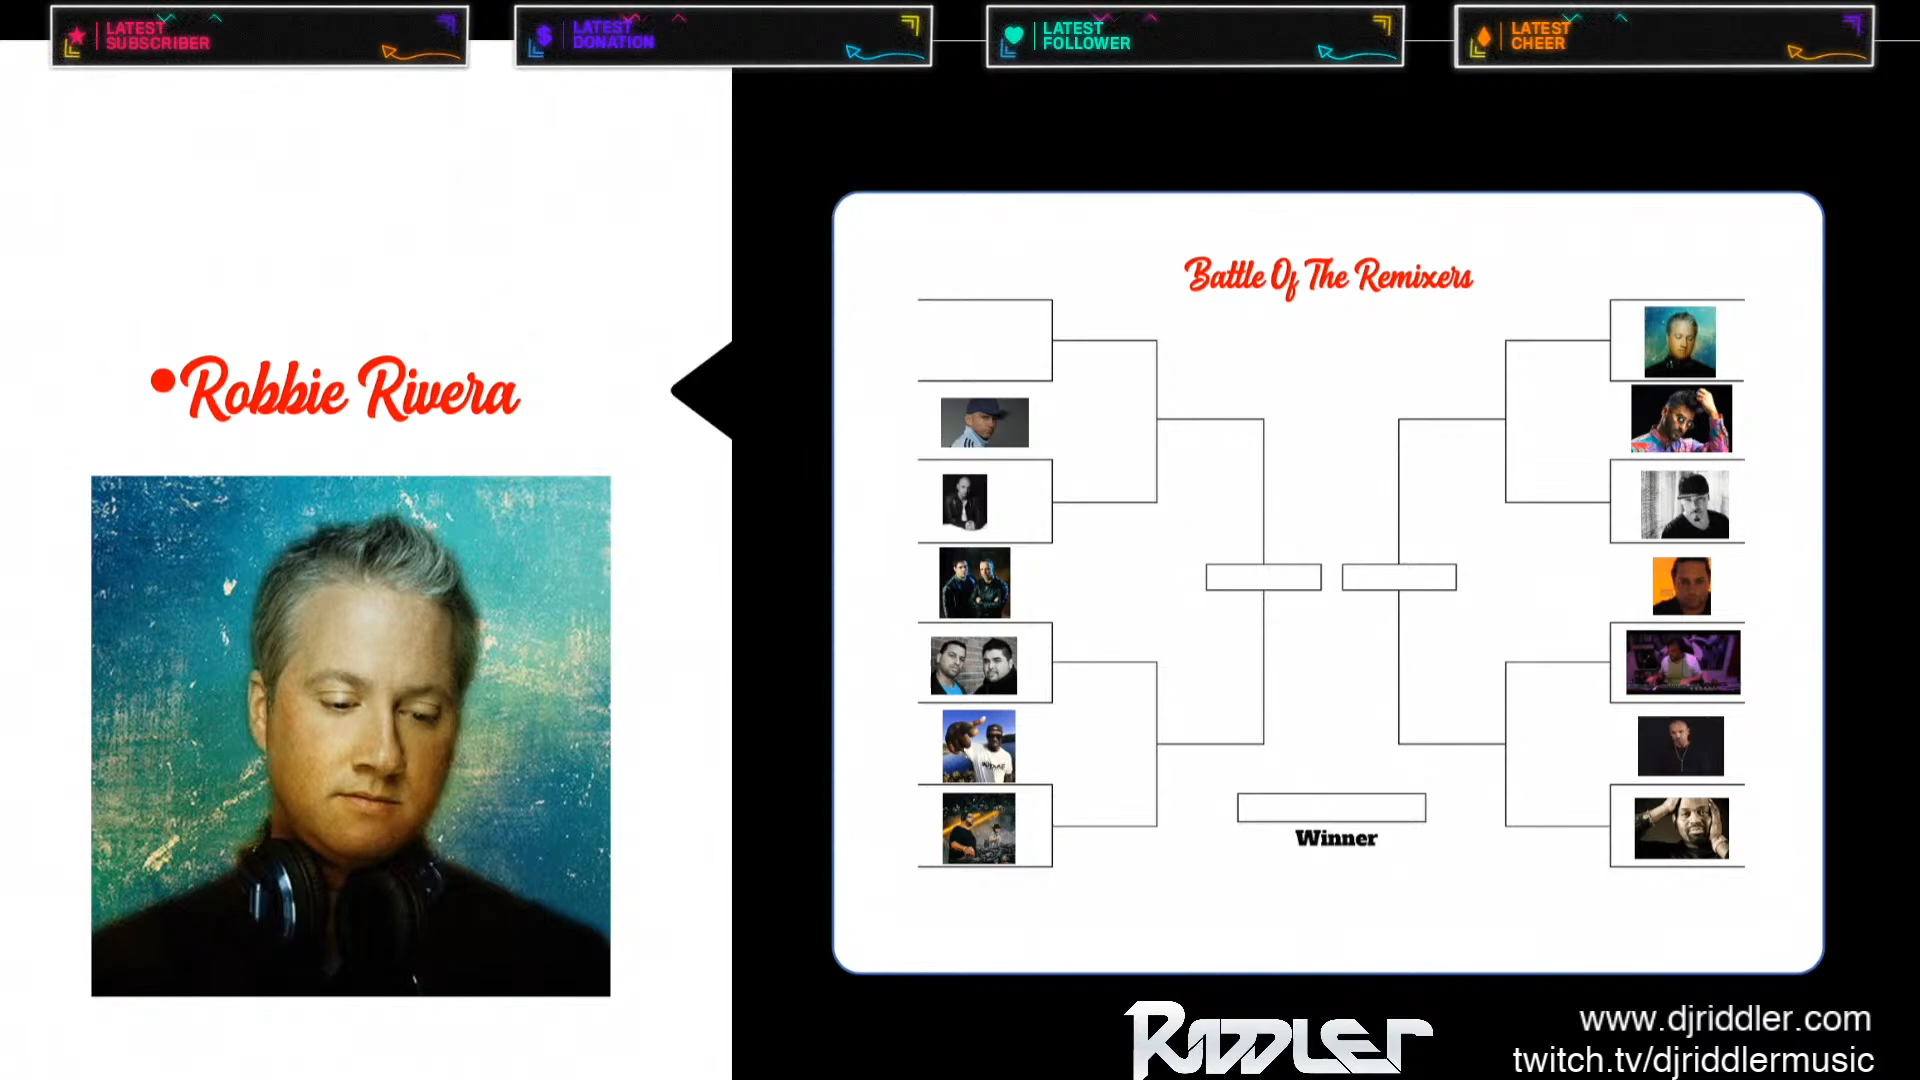 LATEST
SUBSCRIBER
LATEST
DONATION
LATEST
FOLLOWER
LATEST
CHEER
•Robbie Rivera
Battle Of The Remixers
Winner
RIDDLER
www.djriddler.com
twitch.tv/djriddlermusic